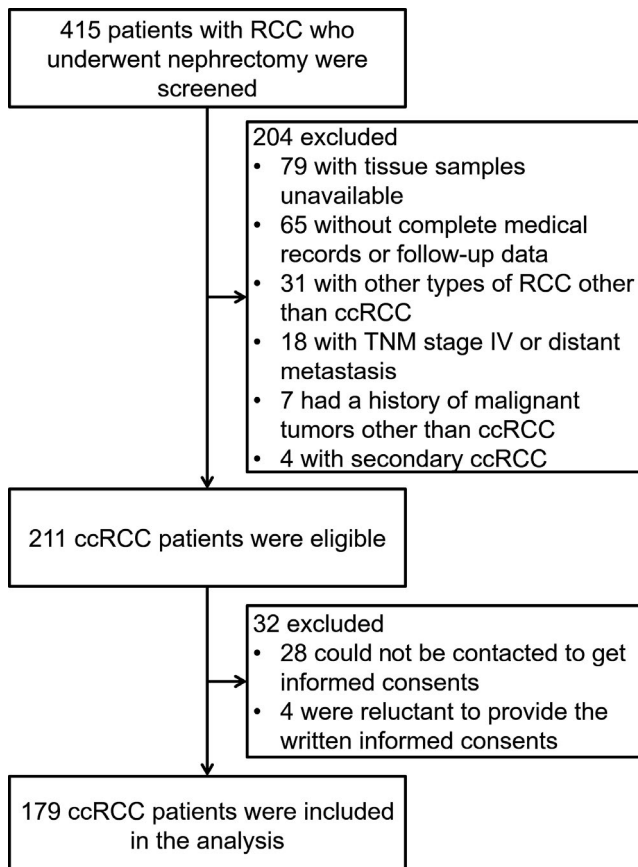 415 patients with RCC who
underwent nephrectomy were
screened
204 excluded
• 79 with tissue samples
unavailable
• 65 without complete medical
records or follow-up data
• 31 with other types of RCC other
than ccRCC
• 18 with TNM stage IV or distant
metastasis
• 7 had a history of malignant
tumors other than ccRCC
• 4 with secondary ccRCC
211 ccRCC patients were eligible
32 excluded
• 28 could not be contacted to get
informed consents
• 4 were reluctant to provide the
written informed consents
179 ccRCC patients were included
in the analysis